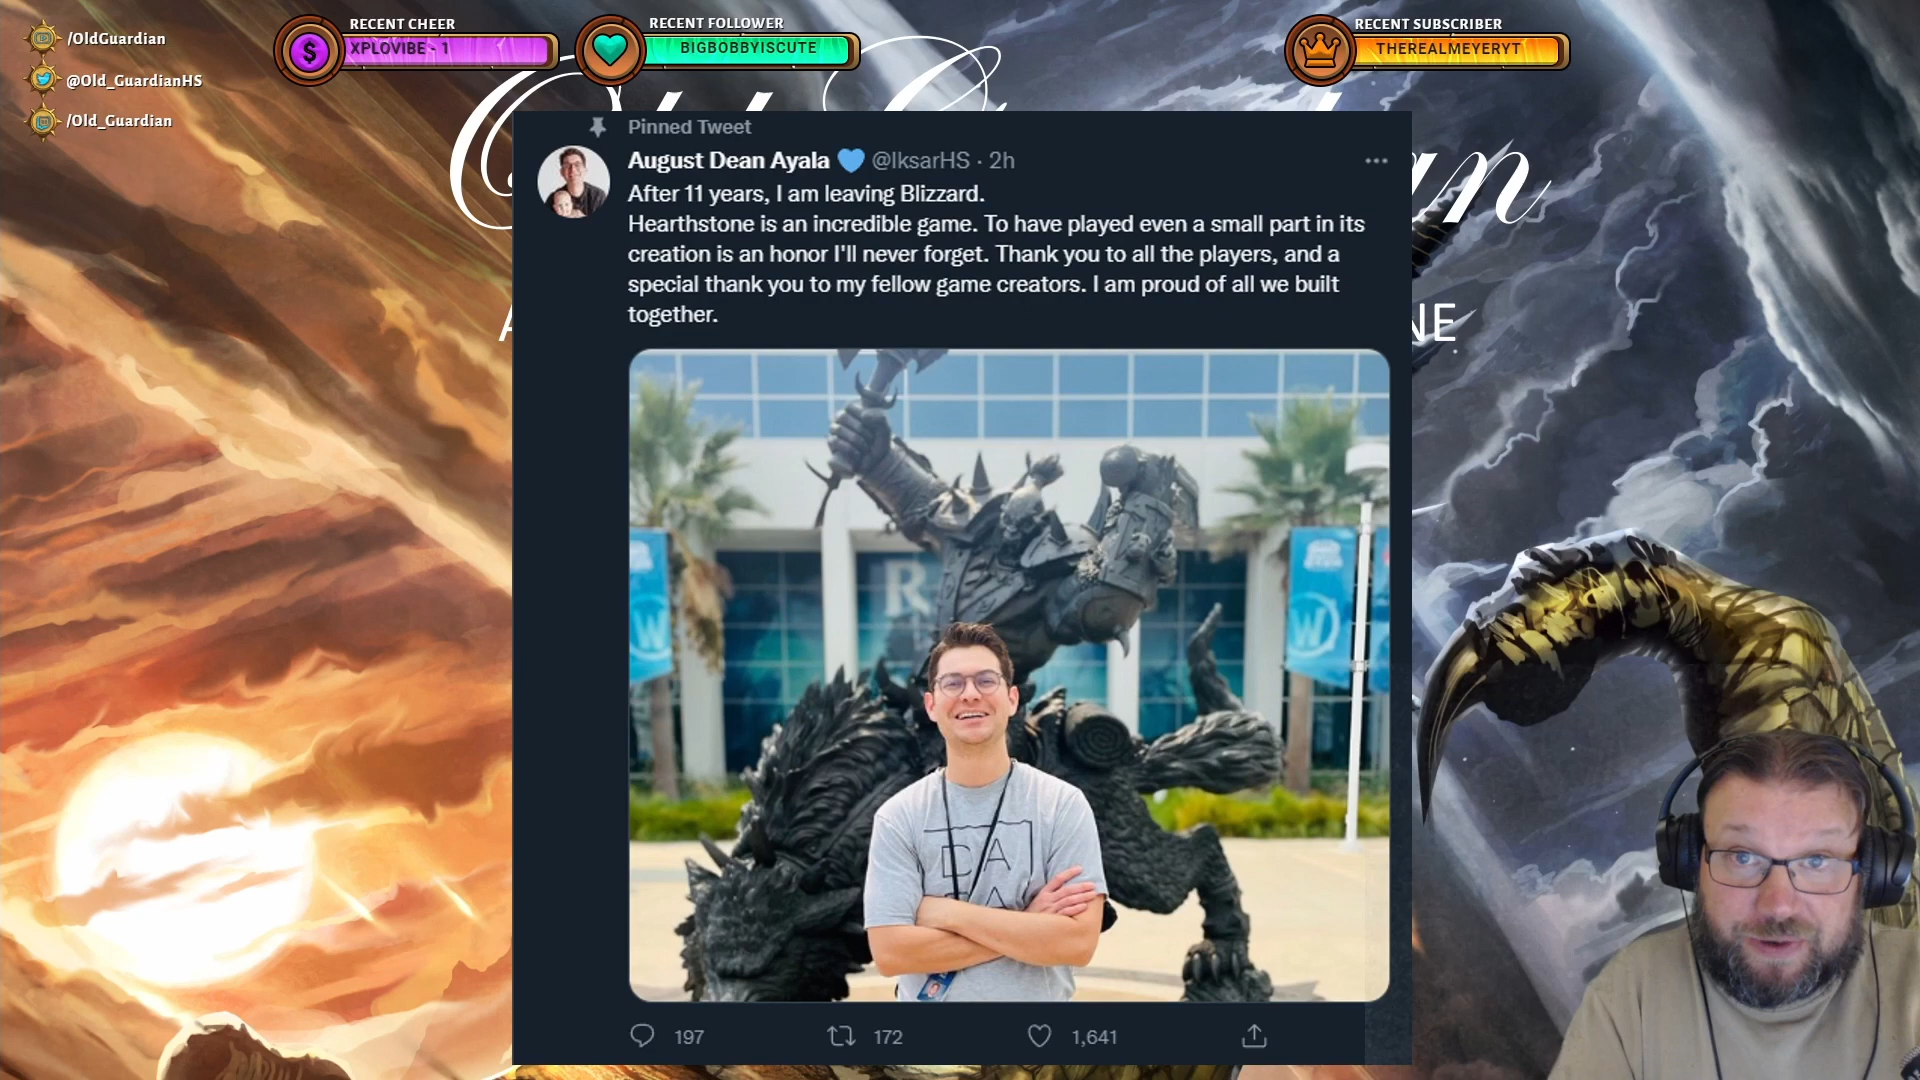 /OldGuardian
@Old_GuardianHS
/Old_Guardian
RECENT CHEER
XPLOVIBE - 1
RECENT FOLLOWER
BIGBOBBYISCUTE
RECENT SUBSCRIBER
THEREALMEYERYT
Pinned Tweet
August Dean Ayala @IksarHS · 2h
After 11 years, I am leaving Blizzard.
Hearthstone is an incredible game. To have played even a small part in its
creation is an honor I'll never forget. Thank you to all the players, and a
special thank you to my fellow game creators. I am proud of all we built
together.
R
W
W
DA
197
172
1,641